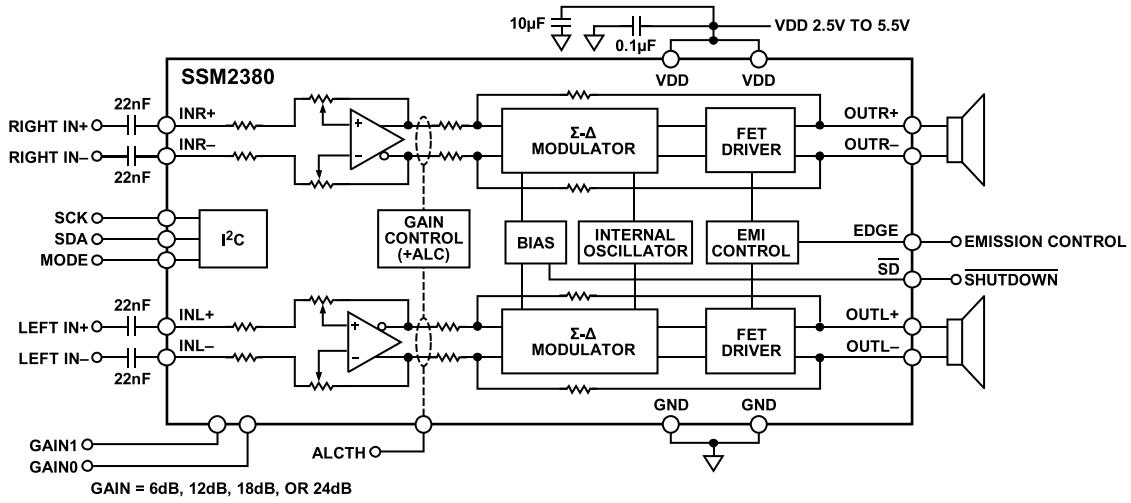 10µF
0.1µF
VDD 2.5V TO 5.5V
VDD
VDD
SSM2380
22nF
RIGHT IN+
INR+
RIGHT IN–
INR–
22nF
Σ-Δ
MODULATOR
FET
DRIVER
OUTR+
OUTR–
SCK
SDA
MODE
I²C
GAIN
CONTROL
(+ALC)
BIAS
INTERNAL
OSCILLATOR
EMI
CONTROL
EDGE
EMISSION CONTROL
SD
SHUTDOWN
22nF
LEFT IN+
INL+
LEFT IN–
INL–
22nF
Σ-Δ
MODULATOR
FET
DRIVER
OUTL+
OUTL–
GND
GND
GAIN1
GAIN0
ALCTH
GAIN = 6dB, 12dB, 18dB, OR 24dB